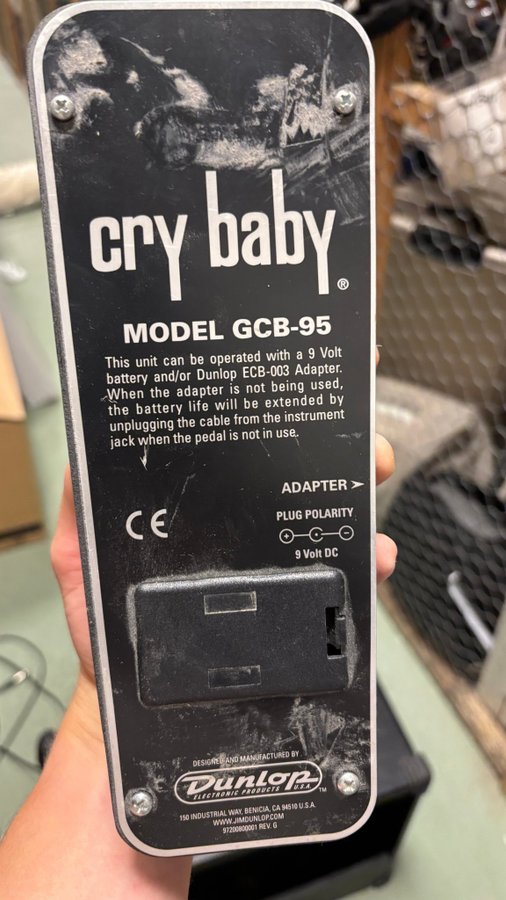 cry baby®
MODEL GCB-95
This unit can be operated with a 9 Volt
battery and/or Dunlop ECB-003 Adapter.
When the adapter is not being used,
the battery life will be extended by
unplugging the cable from the instrument
jack when the pedal is not in use.
ADAPTER ➤
CE
PLUG POLARITY
+ C −
9 Volt DC
DESIGNED AND MANUFACTURED BY
Dunlop™
ELECTRONIC PRODUCTS U.S.A.
150 INDUSTRIAL WAY, BENICIA, CA 94510 U.S.A.
WWW.JIMDUNLOP.COM
97200800001 REV. G